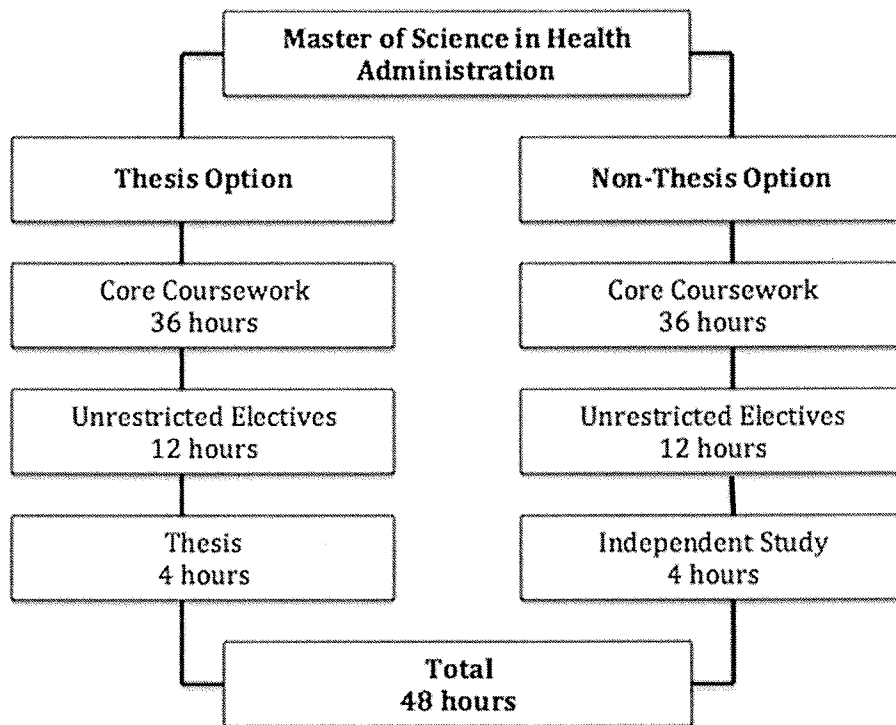 Master of Science in Health
Administration
Thesis Option
Non-Thesis Option
Core Coursework
36 hours
Core Coursework
36 hours
Unrestricted Electives
12 hours
Unrestricted Electives
12 hours
Thesis
4 hours
Independent Study
4 hours
Total
48 hours